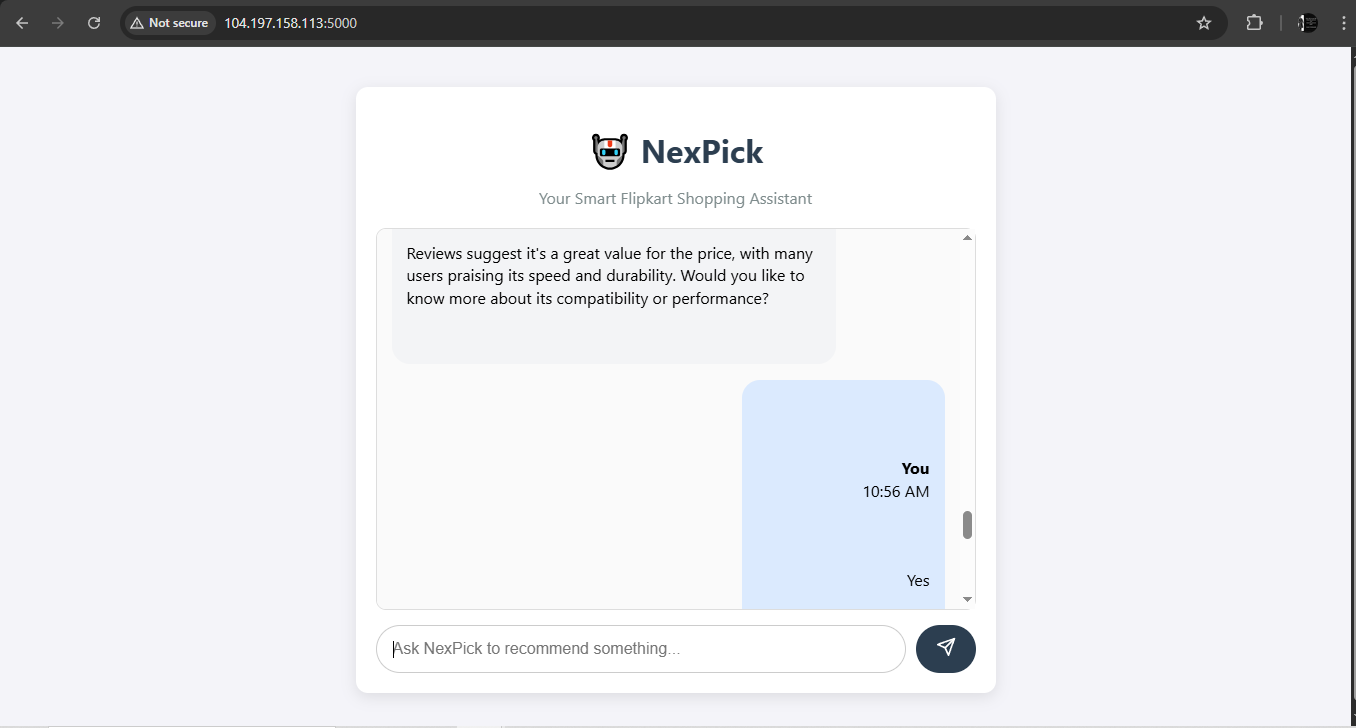 Not secure 104.197.158.113:5000
NexPick
Your Smart Flipkart Shopping Assistant
Reviews suggest it's a great value for the price, with many
users praising its speed and durability. Would you like to
know more about its compatibility or performance?
You
10:56 AM
Yes
Ask NexPick to recommend something...